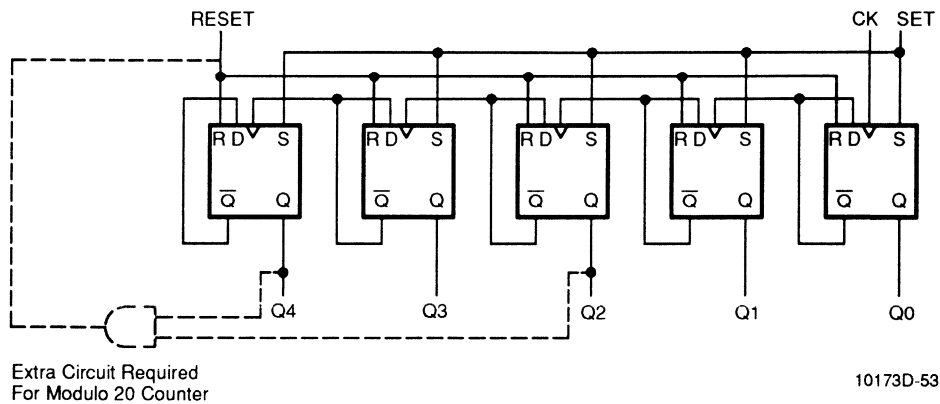 RESET CK SET
R D S R D S R D S R D S R D S
Q̅ Q Q̅ Q Q̅ Q Q̅ Q Q̅ Q
Q4 Q3 Q2 Q1 Q0
Extra Circuit Required
For Modulo 20 Counter
10173D-53